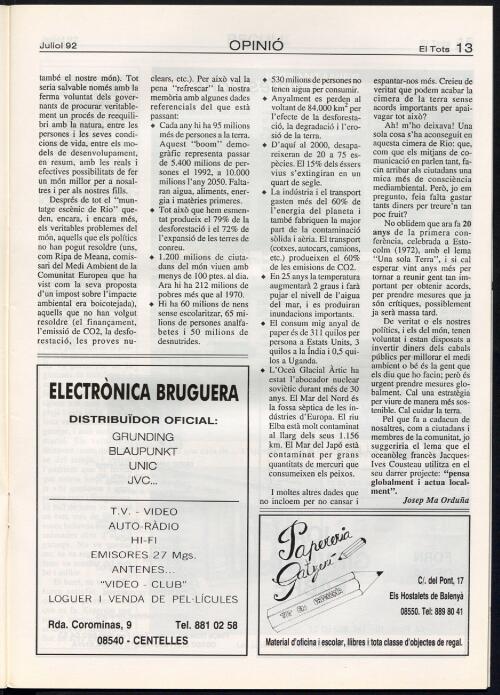 Juliol 92
OPINIÓ
El Tots 13
també el nostre món). Tot
seria salvable només amb la
ferma voluntat dels gover-
nants de procurar veritable-
ment un procés de reequili-
bri amb la natura, entre les
persones i les seves condi-
cions de vida, entre els mo-
dels de desenvolupament,
en resum, amb les reals i
efectives possibilitats de fer
un món millor per a nosal-
tres i per als nostres fills.
Després de tot el "mun-
tatge escènic de Rio" que-
den, encara, i encara més,
els veritables problemes del
món, aquells que els polítics
no han pogut resoldre (uns,
com Ripa de Meana, comis-
sari del Medi Ambient de la
Comunitat Europea que ha
vist com la seva proposta
d'un impost sobre l'impacte
ambiental era boicotejada),
aquells que no han volgut
resoldre (el finançament,
l'emissió de CO2, la desfo-
restació, les proves nu-
clears, etc.). Per això val la
pena "refrescar" la nostra
memòria amb algunes dades
referencials del que està
passant:
◆ Cada any hi ha 95 milions
més de persones a la terra.
Aquest "boom" demo-
gràfic representa passar
de 5.400 milions de per-
sones el 1992, a 10.000
milions l'any 2050. Falta-
ran aigua, aliments, ener-
gia i matèries primeres.
◆ Tot això que hem esmen-
tat produeix el 79% de la
desforestació i el 72% de
l'expansió de les terres de
conreu.
◆ 1.200 milions de ciuta-
dans del món viuen amb
menys de 100 ptes. al dia.
Ara hi ha 212 milions de
pobres més que al 1970.
◆ Hi ha 60 milions de nens
sense escolaritzar, 65 mi-
lions de persones analfa-
betes i 50 milions de
desnutrides.
◆ 530 milions de persones no
tenen aigua per consumir.
◆ Anyalment es perden al
voltant de 84.000 km² per
l'efecte de la desforesta-
ció, la degradació i l'ero-
sió de la terra.
◆ D'aquí al 2000, desapa-
reixeran de 20 a 75 es-
pècies. El 15% dels éssers
vius s'extingiran en un
quart de segle.
◆ La indústria i el transport
gasten més del 60% de
l'energia del planeta i
també fabriquen la major
part de la contaminació
sòlida i aèria. El transport
(cotxes, autocars, camions,
etc.) produeixen el 60%
de les emisions de CO2.
◆ En 25 anys la temperatura
augmentarà 2 graus i farà
pujar el nivell de l'aigua
del mar, i es produiran
inundacions importants.
◆ El consum mig anyal de
paper és de 311 quilos per
persona a Estats Units, 3
quilos a la Índia i 0,5 qui-
los a Uganda.
◆ L'Oceà Glacial Àrtic ha
estat l'abocador nuclear
soviètic durant més de 30
anys. El Mar del Nord és
la fossa sèptica de les in-
dústries d'Europa. El riu
Elba està molt contaminat
al llarg dels seus 1.156
km. El Mar del Japó està
contaminat per grans
quantitats de mercuri que
consumeixen els peixos.
I moltes altres dades que
no incloem per no cansar i
espantar-nos més. Creieu de
veritat que podem acabar la
cimera de la terra sense
acords importants per apai-
vagar tot això?
Ah! m'ho deixava! Una
sola cosa s'ha aconseguit en
aquesta cimera de Rio; que,
com que els mitjans de co-
municació en parlen tant, fa-
cin arribar als ciutadans una
mica més de consciència
mediambiental. Però, jo em
pregunto, feia falta gastar
tants diners per treure'n tan
poc fruit?
No oblidem que ara fa 20
anys de la primera con-
ferència, celebrada a Esto-
colm (1972), amb el lema
"Una sola Terra", i si cal
esperar vint anys més per
tornar a reunir gent tan im-
portant per obtenir acords,
per prendre mesures que ja
són crítiques, possiblement
ja serà massa tard.
De veritat o els nostres
polítics, i els del món, tenen
voluntat i estan disposats a
invertir diners dels cabals
públics per millorar el medi
ambient o bé és la gent que
els diu que ho facin; però és
urgent prendre mesures glo-
balment. Cal una estratègia
per viure de manera més sos-
tenible. Cal cuidar la terra.
Pel que fa a cadacun de
nosaltres, com a ciutadans i
membres de la comunitat, jo
suggeriria el lema que el
oceanòleg francès Jacques-
Ives Cousteau utilitza en el
seu darrer projecte: "pensa
globalment i actua local-
ment".
Josep Ma Orduña
ELECTRÒNICA BRUGUERA
DISTRIBUÏDOR OFICIAL:
GRUNDING
BLAUPUNKT
UNIC
JVC...
T.V. - VIDEO
AUTO-RÀDIO
HI-FI
EMISORES 27 Mgs.
ANTENES...
"VIDEO - CLUB"
LOGUER I VENDA DE PEL·LÍCULES
Rda. Corominas, 9 Tel. 881 02 58
08540 - CENTELLES
Papereria
Gatzerà
C/. del Pont, 17
Els Hostalets de Balenyà
08550. Tel: 889 80 41
Material d'oficina i escolar, llibres i tota classe d'objectes de regal.